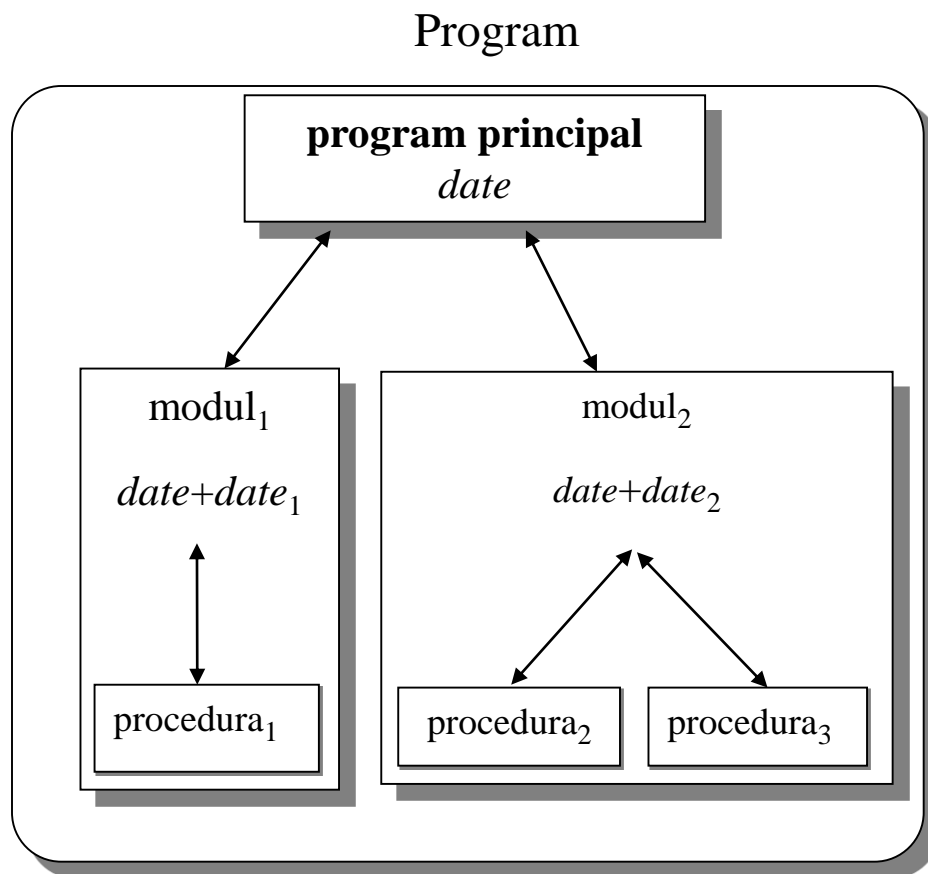 Program
program principal
date
modul₁
date+date₁
procedura₁
modul₂
date+date₂
procedura₂
procedura₃